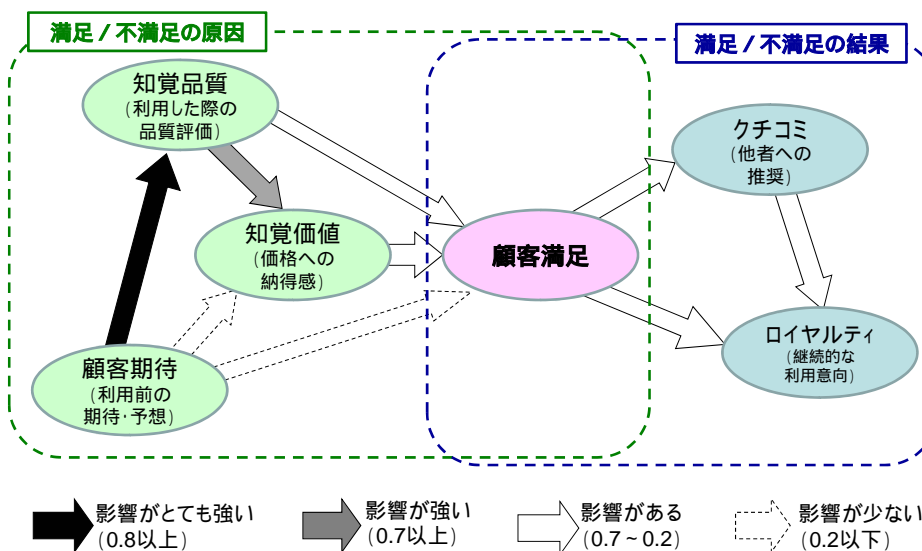 満足/不満足の原因
満足/不満足の結果
知覚品質
(利用した際の
品質評価)
クチコミ
(他者への
推奨)
知覚価値
(価格への
納得感)
顧客満足
顧客期待
(利用前の
期待・予想)
ロイヤルティ
(継続的な
利用意向)
影響がとても強い
(0.8以上)
影響が強い
(0.7以上)
影響がある
(0.7~0.2)
影響が少ない
(0.2以下)